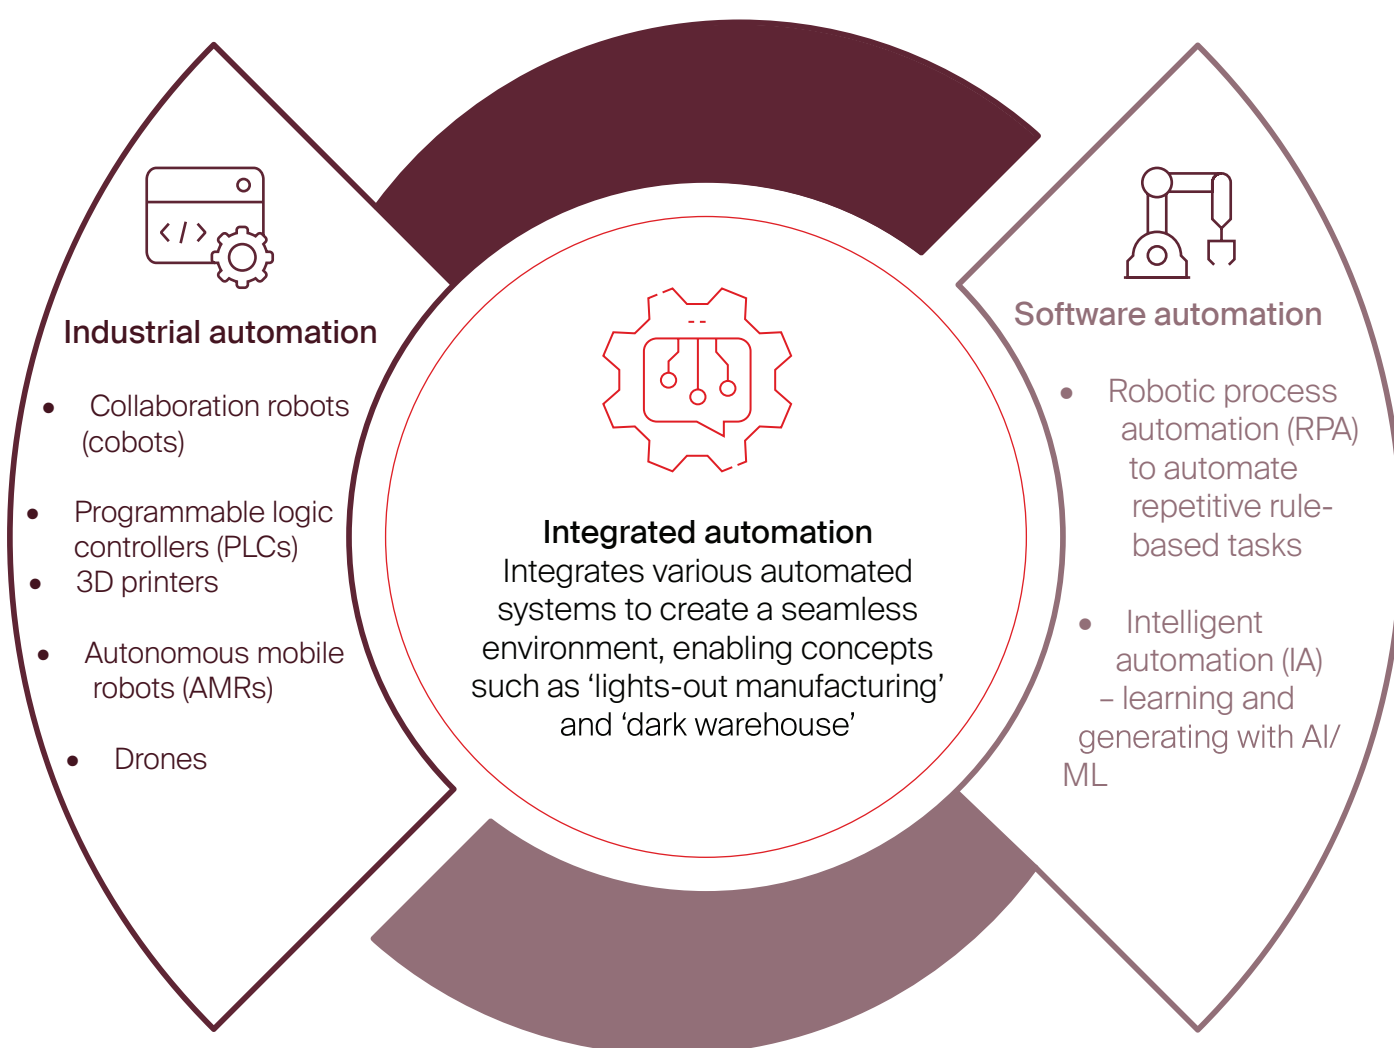 Industrial automation
• Collaboration robots
(cobots)
• Programmable logic
controllers (PLCs)
• 3D printers
• Autonomous mobile
robots (AMRs)
• Drones
</>
Integrated automation
Integrates various automated
systems to create a seamless
environment, enabling concepts
such as ‘lights-out manufacturing’
and ‘dark warehouse’
Software automation
• Robotic process
automation (RPA)
to automate
repetitive rule-
based tasks
• Intelligent
automation (IA)
– learning and
generating with AI/
ML